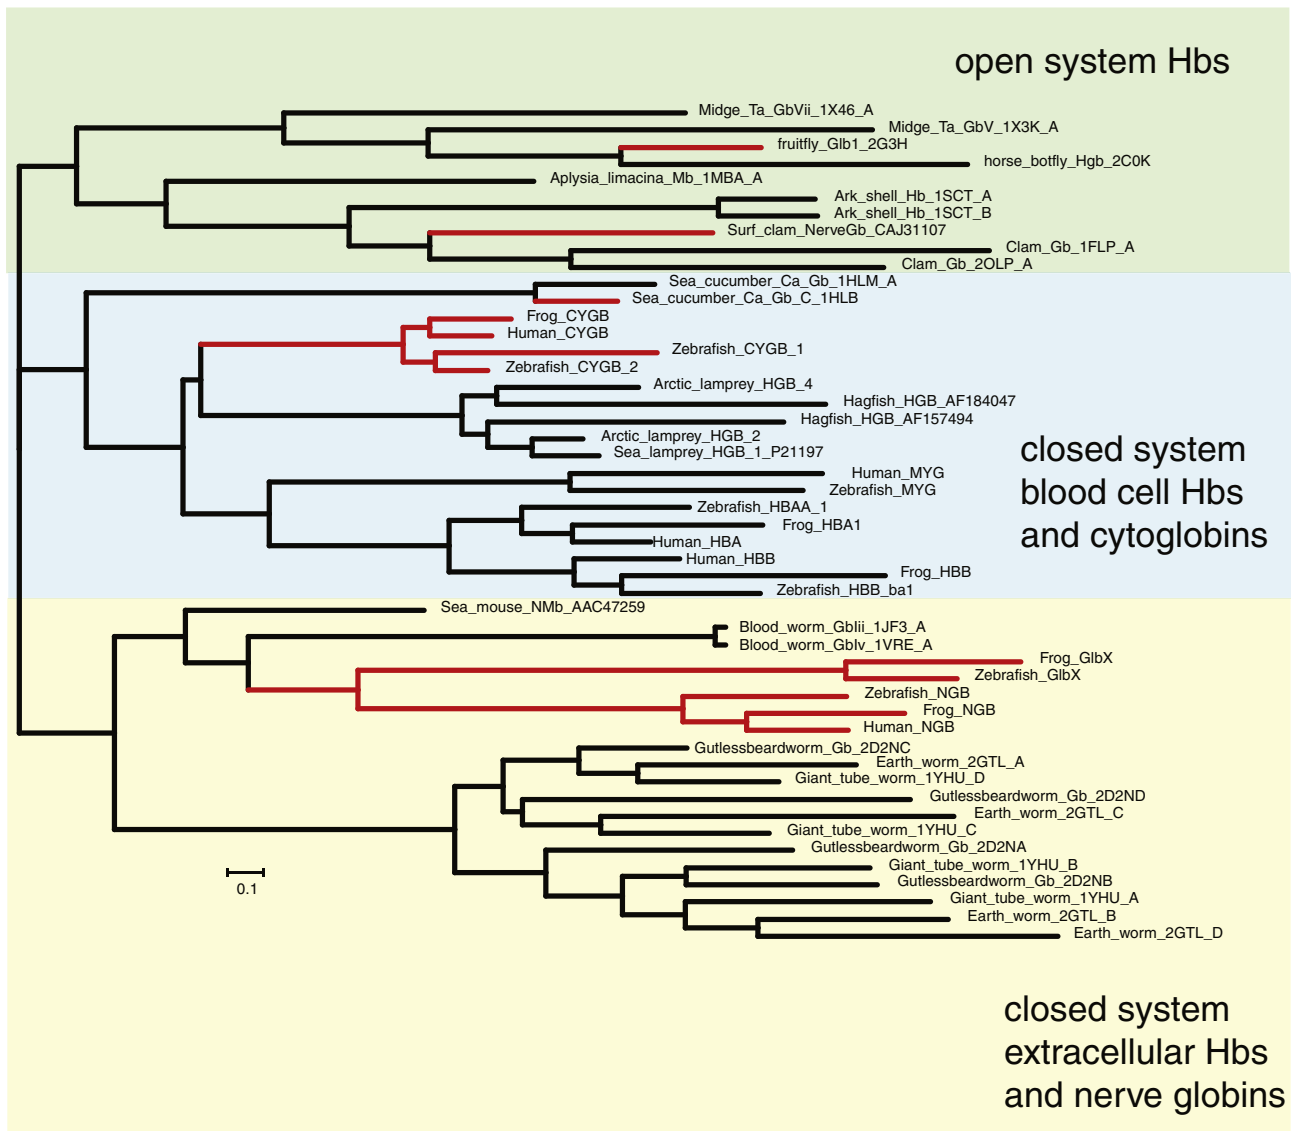 open system Hbs
Midge_Ta_GbVii_1X46_A
Midge_Ta_GbV_1X3K_A
fruitfly_Glb1_2G3H
horse_botfly_Hgb_2C0K
Aplysia_limacina_Mb_1MBA_A
Ark_shell_Hb_1SCT_A
Ark_shell_Hb_1SCT_B
Surf_clam_NerveGb_CAJ31107
Clam_Gb_1FLP_A
Clam_Gb_2OLP_A
Sea_cucumber_Ca_Gb_1HLM_A
Sea_cucumber_Ca_Gb_C_1HLB
Frog_CYGB
Human_CYGB
Zebrafish_CYGB_1
Zebrafish_CYGB_2
Arctic_lamprey_HGB_4
Hagfish_HGB_AF184047
Hagfish_HGB_AF157494
Arctic_lamprey_HGB_2
Sea_lamprey_HGB_1_P21197
closed system
blood cell Hbs
and cytoglobins
Human_MYG
Zebrafish_MYG
Zebrafish_HBAA_1
Frog_HBA1
Human_HBA
Human_HBB
Frog_HBB
Zebrafish_HBB_ba1
Sea_mouse_NMb_AAC47259
Blood_worm_GbIii_1JF3_A
Blood_worm_GbIv_1VRE_A
Frog_GlbX
Zebrafish_GlbX
Zebrafish_NGB
Frog_NGB
Human_NGB
Gutlessbeardworm_Gb_2D2NC
Earth_worm_2GTL_A
Giant_tube_worm_1YHU_D
Gutlessbeardworm_Gb_2D2ND
Earth_worm_2GTL_C
Giant_tube_worm_1YHU_C
Gutlessbeardworm_Gb_2D2NA
Giant_tube_worm_1YHU_B
Gutlessbeardworm_Gb_2D2NB
Giant_tube_worm_1YHU_A
Earth_worm_2GTL_B
Earth_worm_2GTL_D
0.1
closed system
extracellular Hbs
and nerve globins